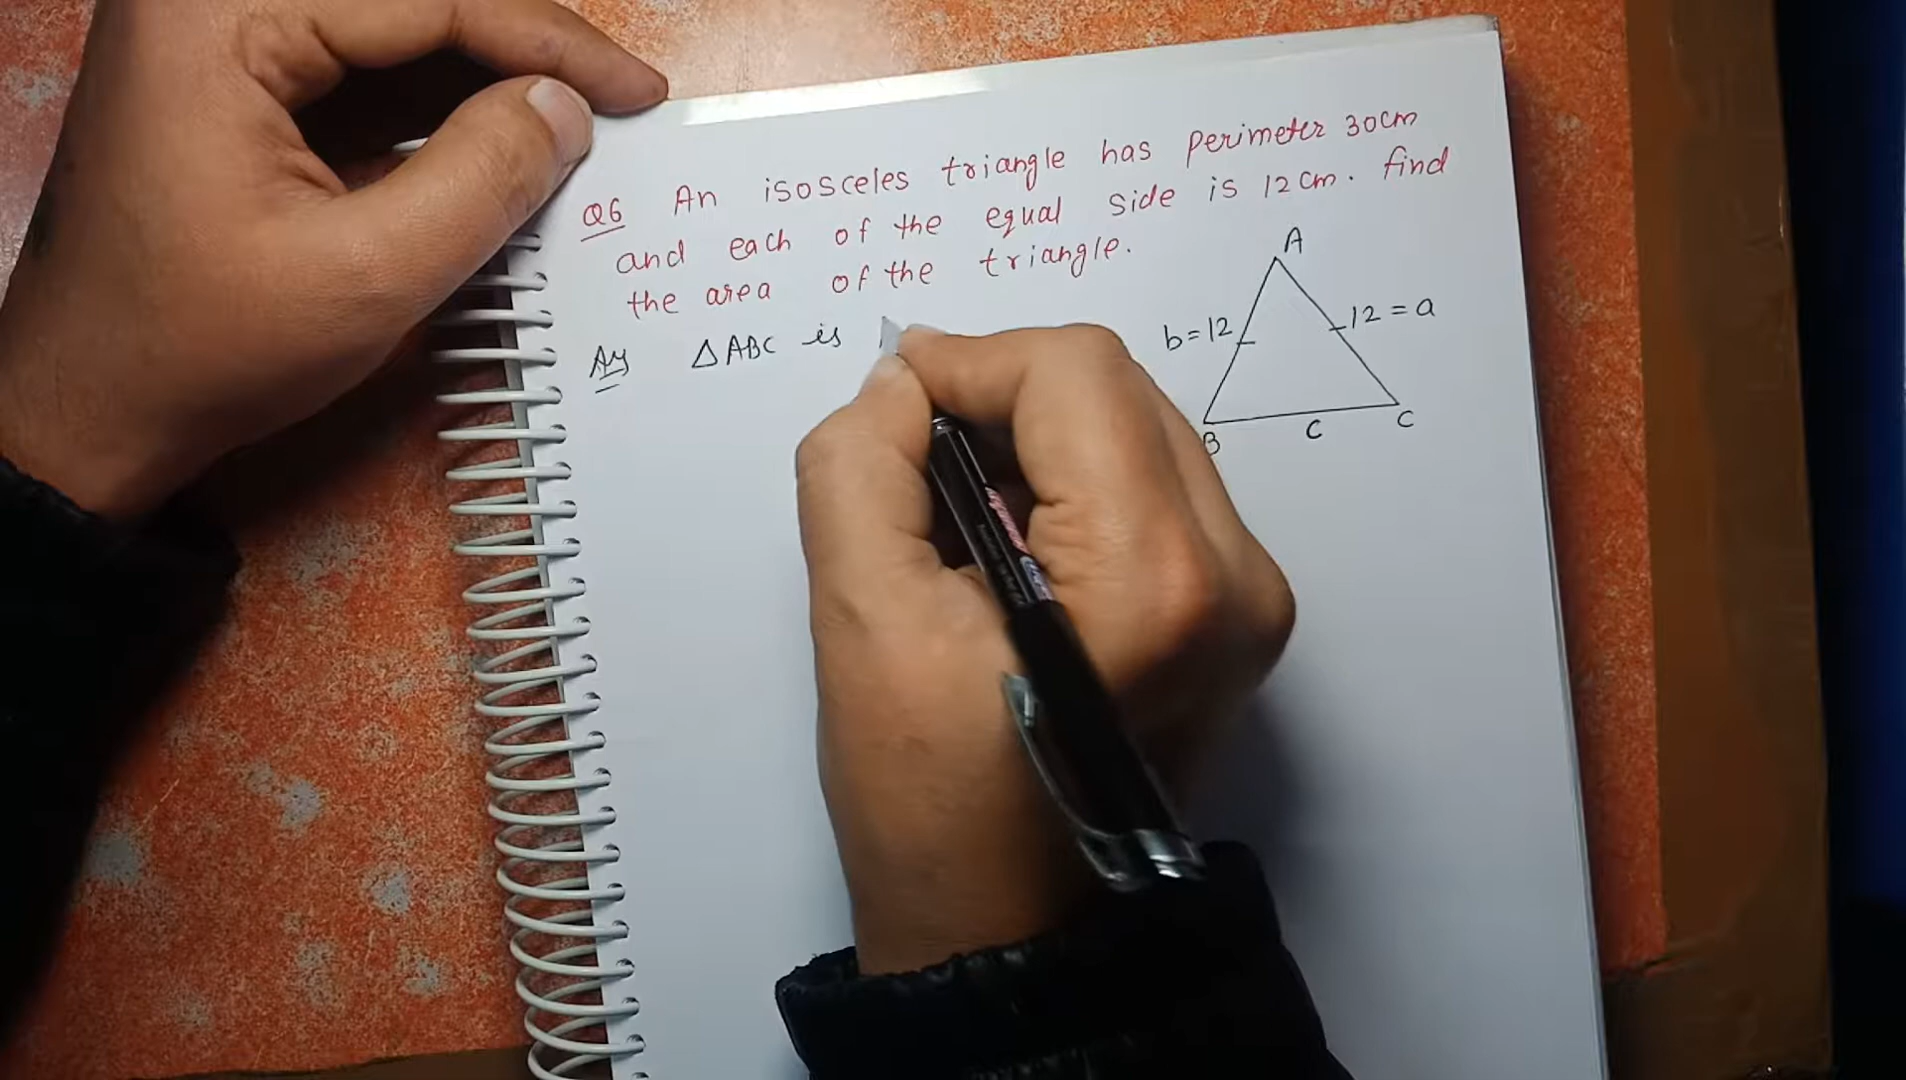 Q6 An isosceles triangle has perimeter 30cm
and each of the equal side is 12cm. find
the area of the triangle.
Ans △ABC is
A
b=12
12 = a
B
C
C